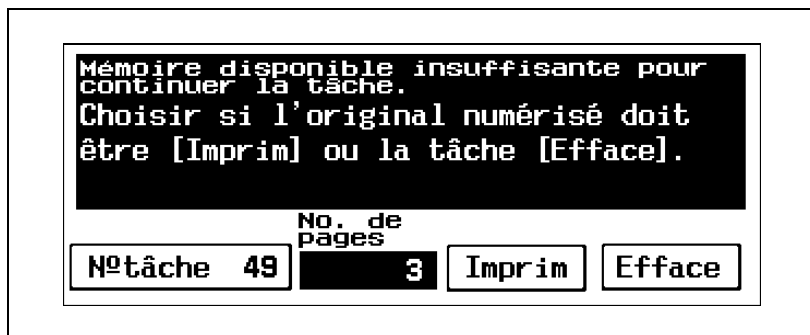 Mémoire disponible insuffisante pour
continuer la tâche.
Choisir si l'original numérisé doit
être [Imprim] ou la tâche [Efface].
No. de
pages
Nºtâche 49 3 Imprim Efface